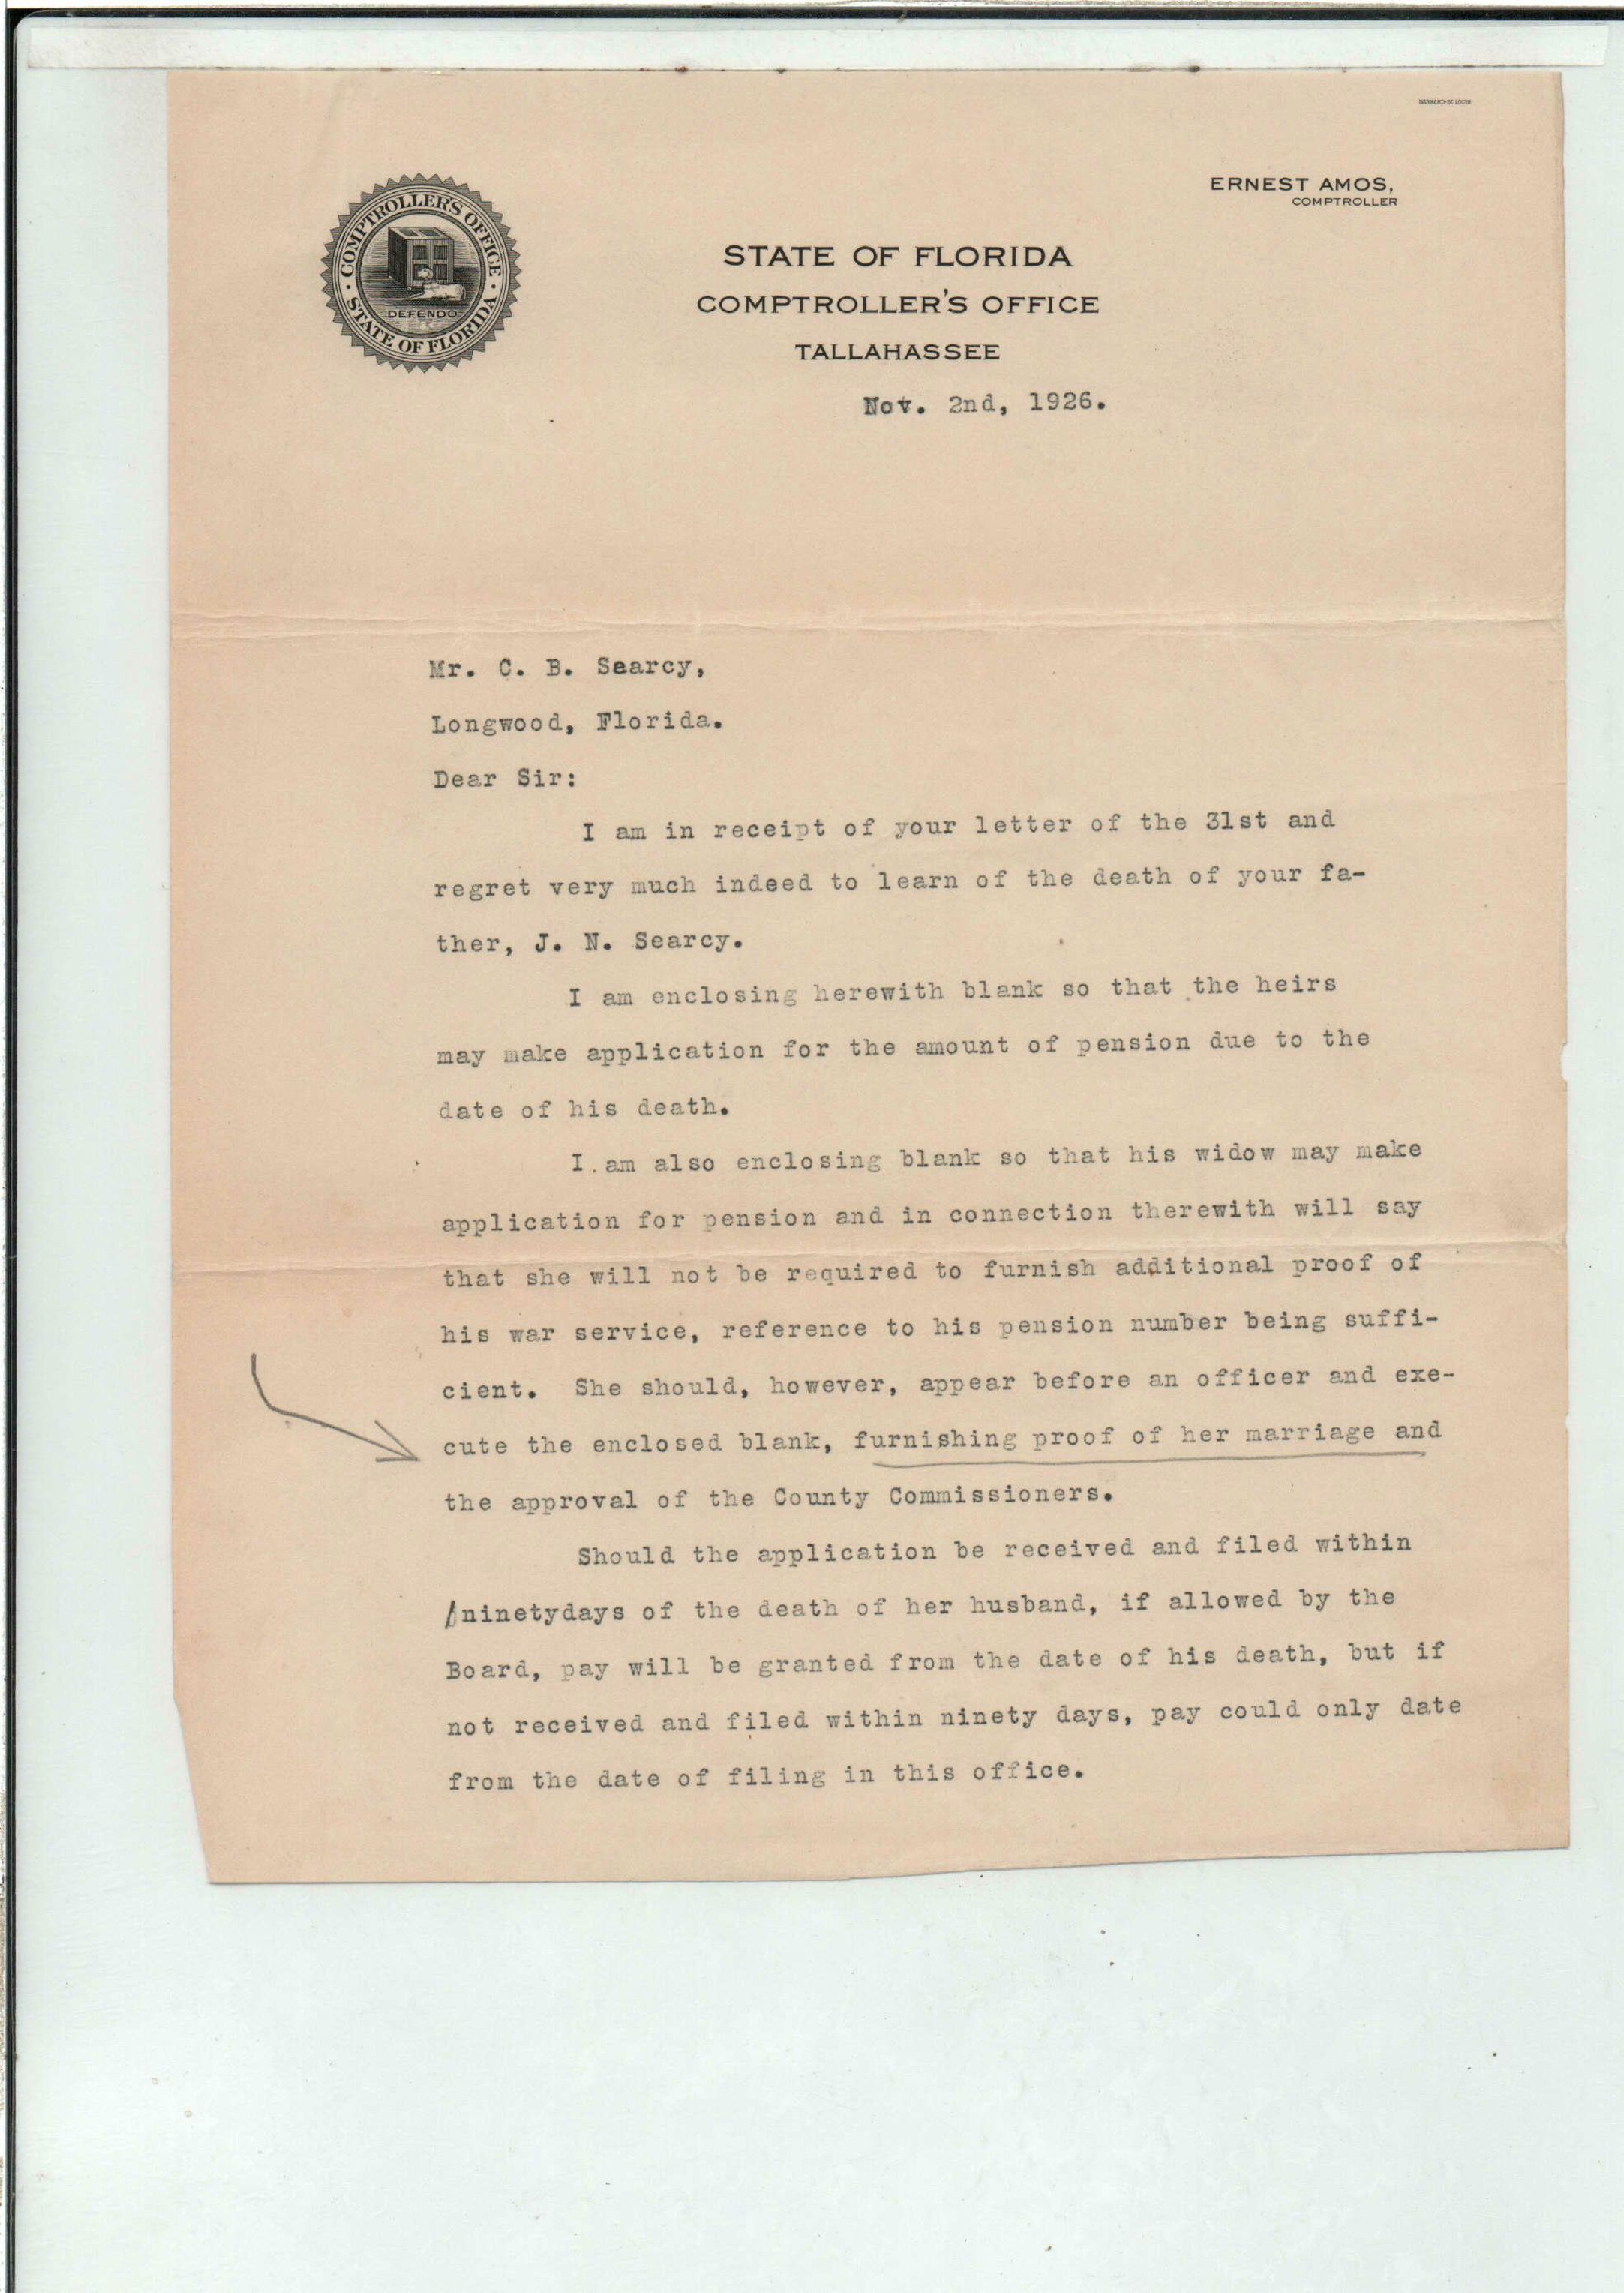 HARVARD-ST LOUIS
ERNEST AMOS,
COMPTROLLER
COMPTROLLER'S OFFICE
DEFENDO
STATE OF FLORIDA
STATE OF FLORIDA
COMPTROLLER'S OFFICE
TALLAHASSEE
Nov. 2nd, 1926.
Mr. C. B. Searcy,
Longwood, Florida.
Dear Sir:
I am in receipt of your letter of the 31st and
regret very much indeed to learn of the death of your fa-
ther, J. N. Searcy.
I am enclosing herewith blank so that the heirs
may make application for the amount of pension due to the
date of his death.
I am also enclosing blank so that his widow may make
application for pension and in connection therewith will say
that she will not be required to furnish additional proof of
his war service, reference to his pension number being suffi-
cient. She should, however, appear before an officer and exe-
cute the enclosed blank, furnishing proof of her marriage and
the approval of the County Commissioners.
Should the application be received and filed within
ninetydays of the death of her husband, if allowed by the
Board, pay will be granted from the date of his death, but if
not received and filed within ninety days, pay could only date
from the date of filing in this office.